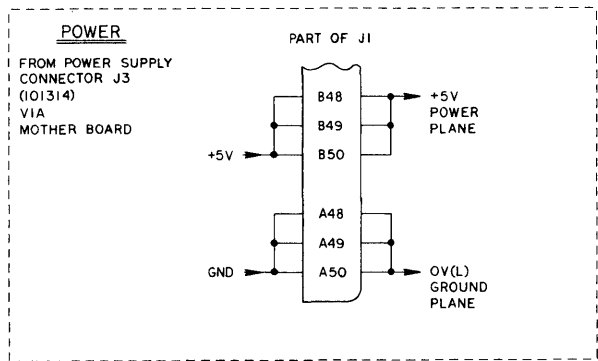 POWER
FROM POWER SUPPLY
CONNECTOR J3
(101314)
VIA
MOTHER BOARD
PART OF J1
B48
B49
B50
+5V
+5V
POWER
PLANE
A48
A49
A50
GND
0V(L)
GROUND
PLANE